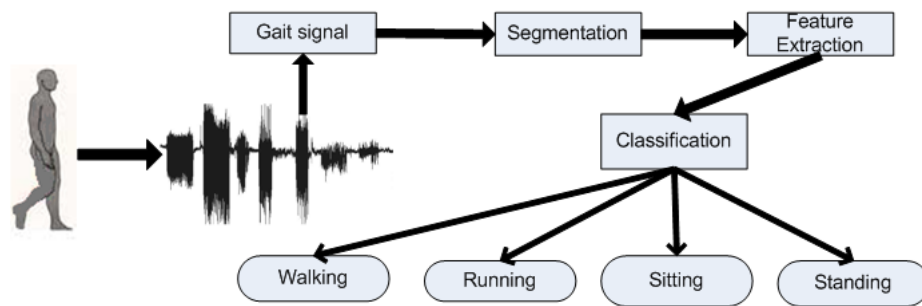 Gait signal
Segmentation
Feature
Extraction
Classification
Walking
Running
Sitting
Standing